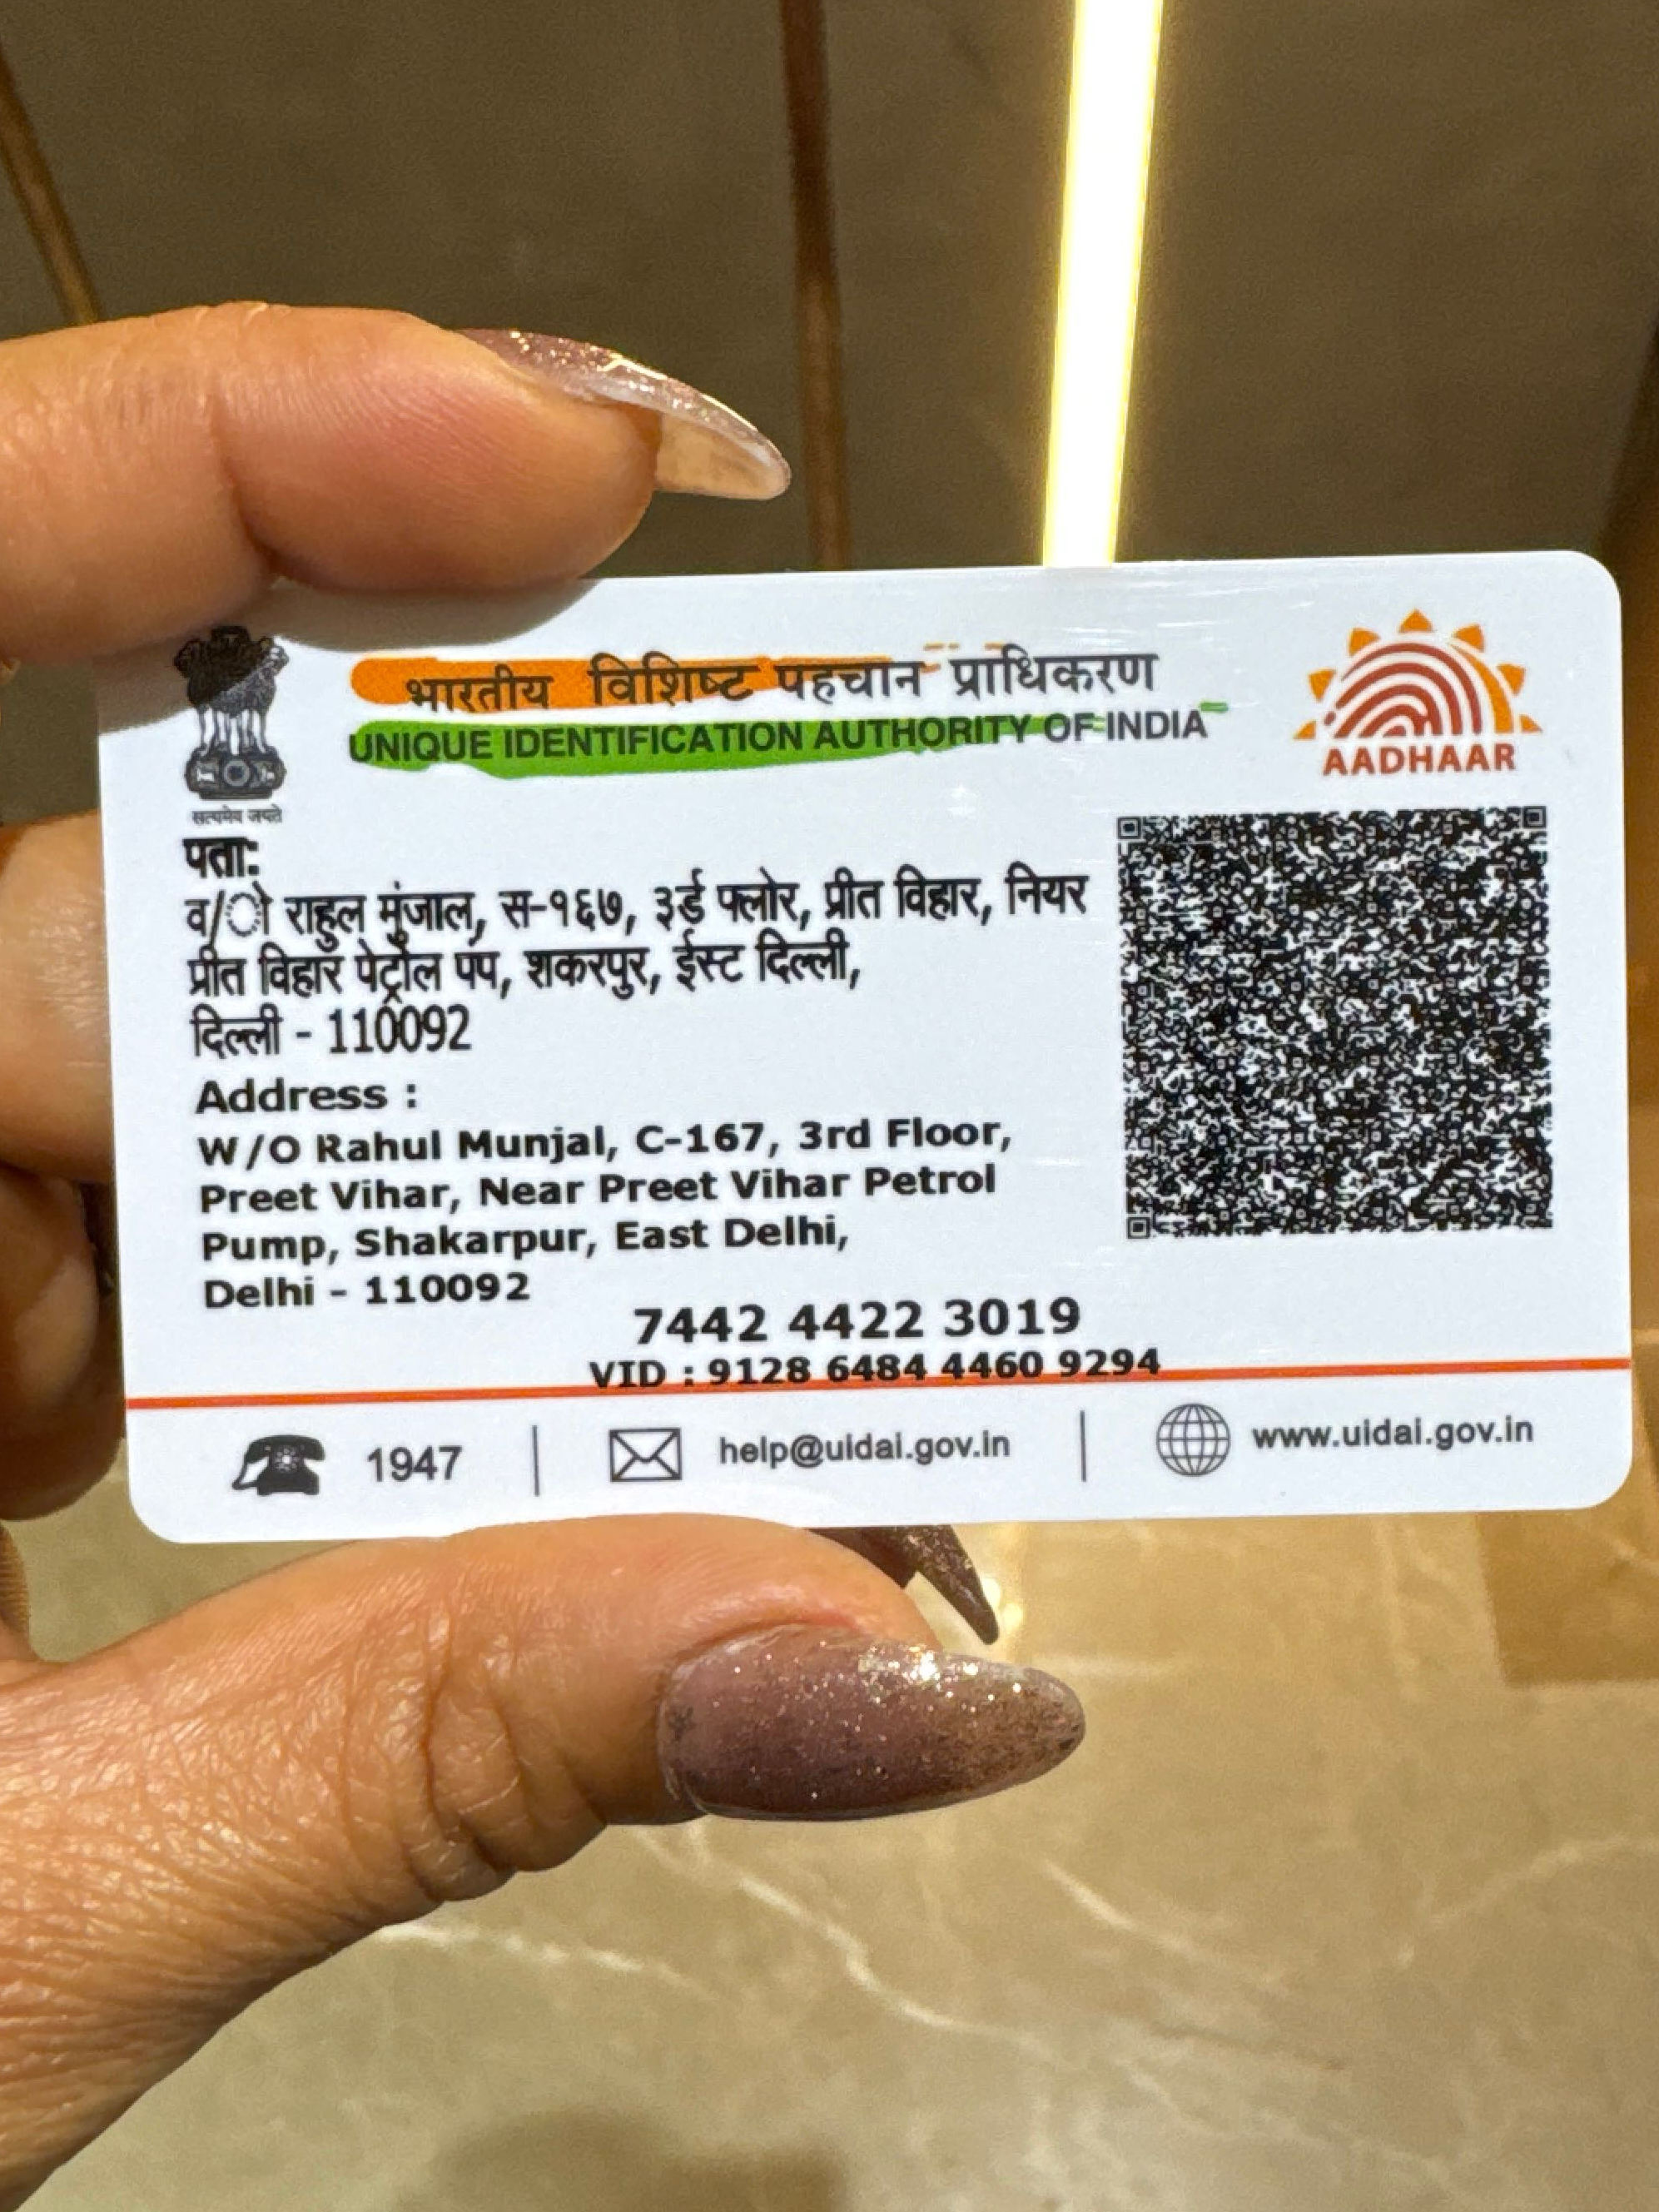 भारतीय विशिष्ट पहचान प्राधिकरण
UNIQUE IDENTIFICATION AUTHORITY OF INDIA
AADHAAR
सत्यमेव जयते
पता:
व/ो राहुल मुंजाल, स-१६७, ३र्ड फ्लोर, प्रीत विहार, नियर
प्रीत विहार पेट्रोल पंप, शकरपुर, ईस्ट दिल्ली,
दिल्ली - 110092
Address :
W/O Rahul Munjal, C-167, 3rd Floor,
Preet Vihar, Near Preet Vihar Petrol
Pump, Shakarpur, East Delhi,
Delhi - 110092
7442 4422 3019
VID : 9128 6484 4460 9294
1947
help@uidai.gov.in
www.uidai.gov.in